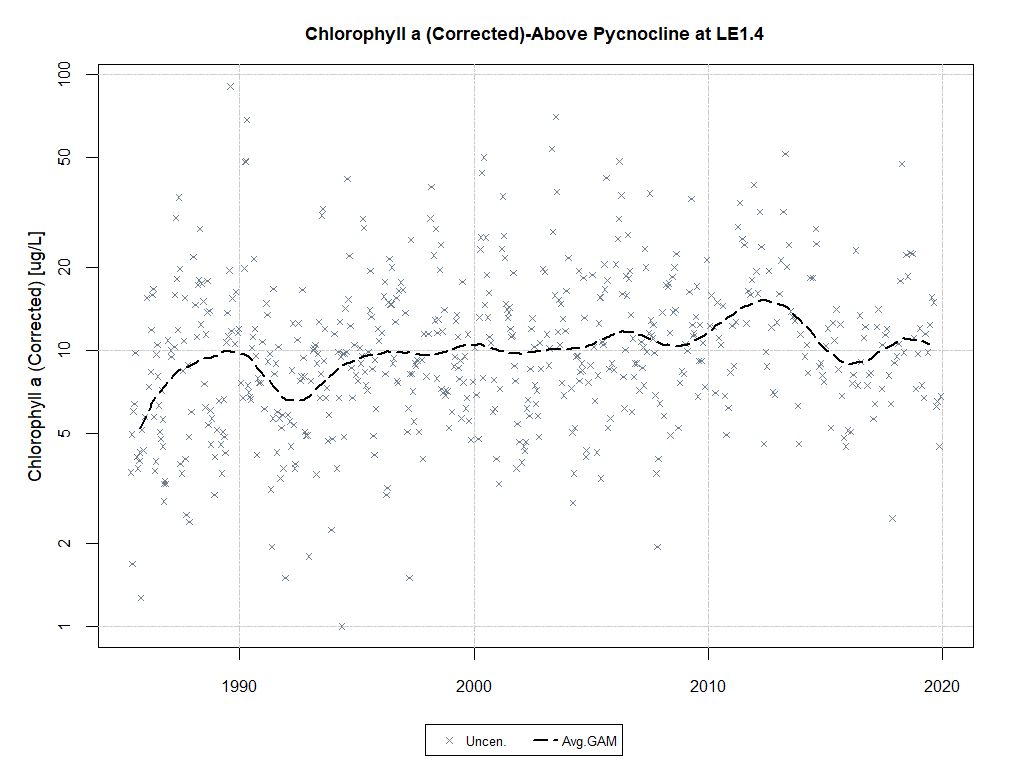 Chlorophyll a (Corrected)-Above Pycnocline at LE1.4
Chlorophyll a (Corrected) [ug/L]
100
50
20
10
5
2
1
1990
2000
2010
2020
Uncen.
Avg.GAM